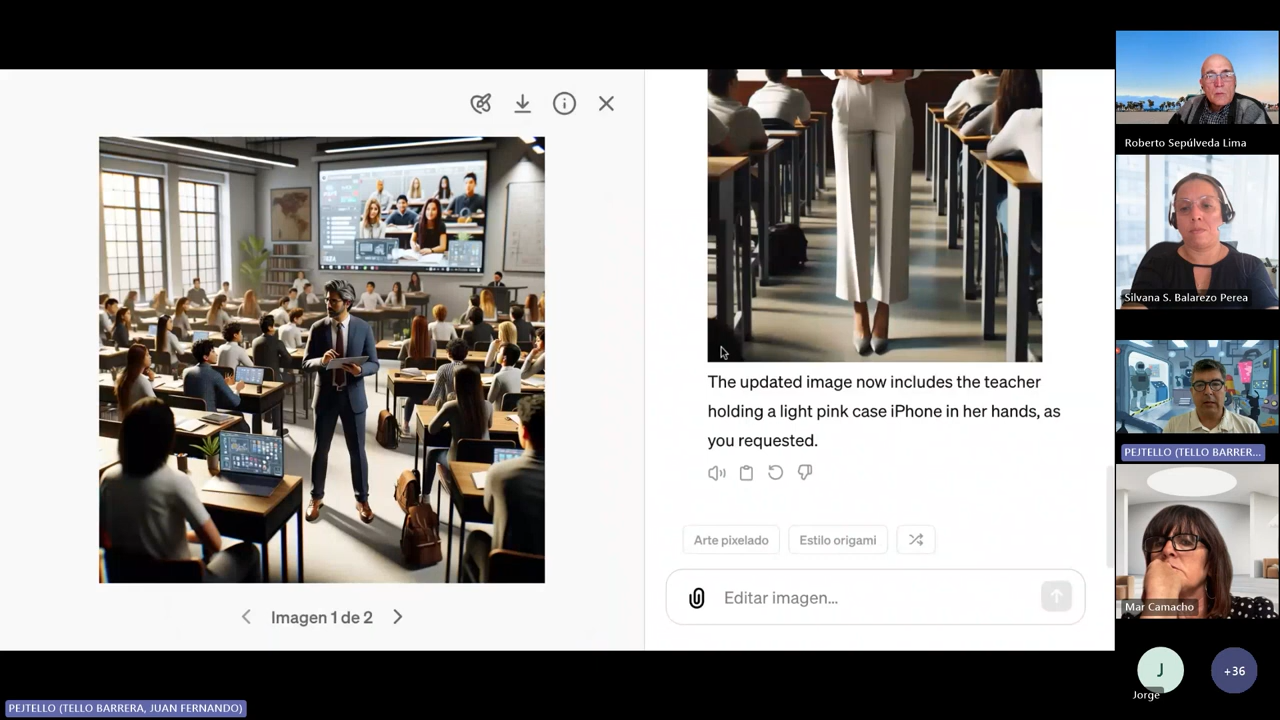 Imagen 1 de 2
The updated image now includes the teacher
holding a light pink case iPhone in her hands, as
you requested.
Arte pixelado
Estilo origami
Editar imagen...
Roberto Sepúlveda Lima
Silvana S. Balarezo Perea
PEJTELLO (TELLO BARRER...
Mar Camacho
J
Jorge
+36
PEJTELLO (TELLO BARRERA, JUAN FERNANDO)